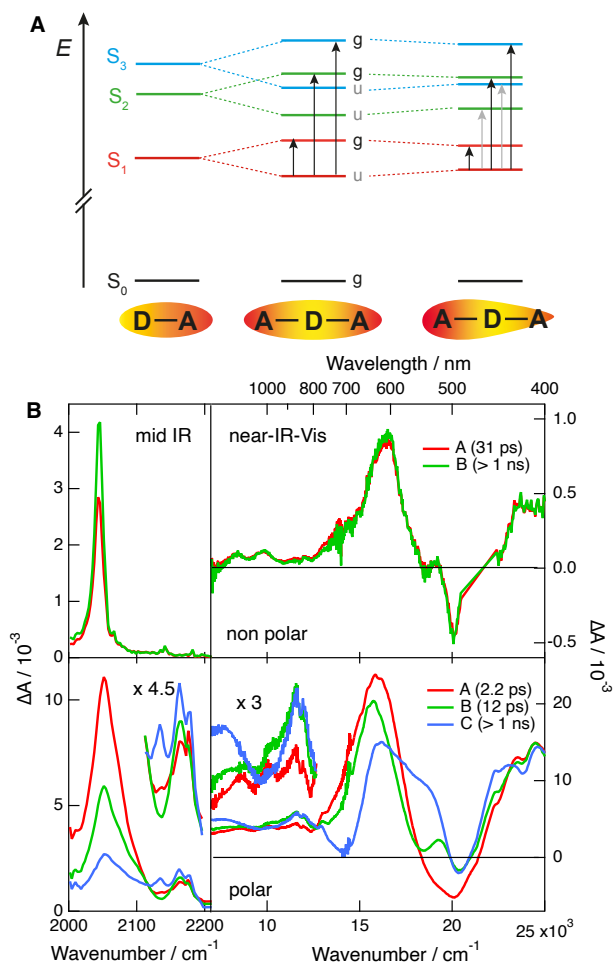 A
E
S3
S2
S1
S0
g
g
u
u
g
u
g
D—A
A—D—A
A—D—A
Wavelength / nm
1000 800 700 600 500 400
B
mid IR
near-IR-Vis
A (31 ps)
B (> 1 ns)
non polar
4
3
2
1
0
1.0
0.5
0.0
-0.5
ΔA / 10⁻³
ΔA / 10⁻³
x 4.5
x 3
A (2.2 ps)
B (12 ps)
C (> 1 ns)
polar
10
5
0
20
10
0
2000 2100 2200
10 15 20 25 x10³
Wavenumber / cm⁻¹
Wavenumber / cm⁻¹